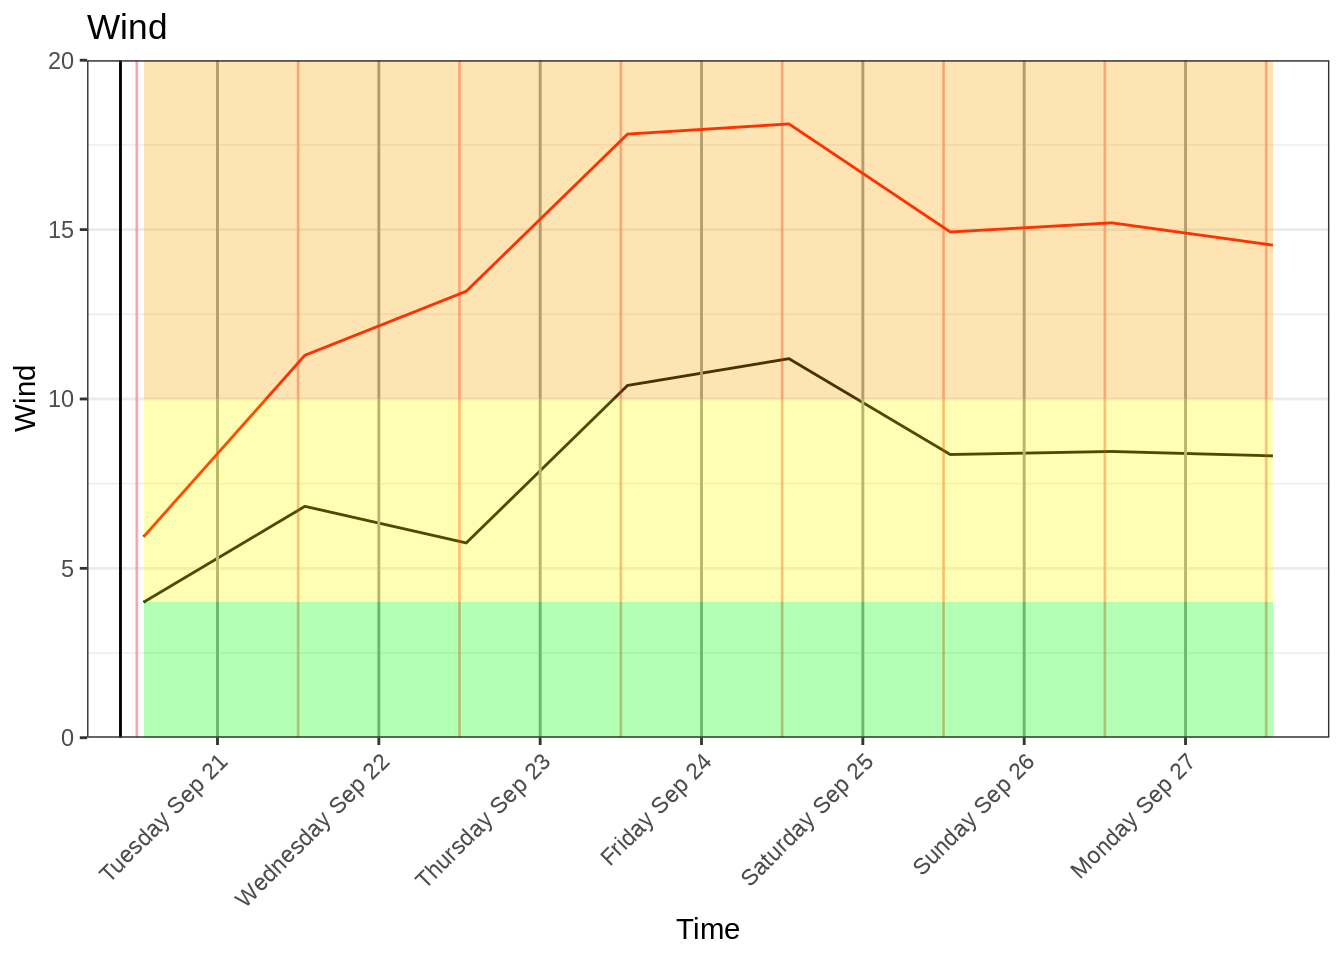 Wind
20
15
10
5
0
Wind
Tuesday Sep 21
Wednesday Sep 22
Thursday Sep 23
Friday Sep 24
Saturday Sep 25
Sunday Sep 26
Monday Sep 27
Time